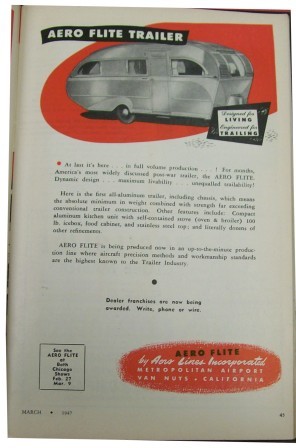 AERO FLITE TRAILER
Designed for
LIVING
Engineered for
TRAILING
• As last it's here . . . is full volume production . . . ! For months,
America's most widely discussed post-war trailer, the AERO FLITE.
Dynamic design . . . maximum livability . . . unequalled towability!
Here is the first all-aluminum trailer, including chassis, which means
the absolute minimum in weight combined with strength far exceeding
conventional trailer construction. Other features include: Compact
aluminum kitchen unit with self-contained stove (oven & broiler) 100
lb. icebox, food cabinet, and stainless steel top; and literally dozens of
other refinements.
AERO FLITE is being produced now in an up-to-the-minute produc-
tion line where aircraft precision methods and workmanship standards
are the highest known to the Trailer Industry.
•
Dealer franchises are now being
awarded. Write, phone or wire.
See the
AERO FLITE
at
Both
Chicago
Shows
Feb 27
Mar. 9
AERO FLITE
by Aero Lines Incorporated
METROPOLITAN AIRPORT
VAN NUYS • CALIFORNIA
MARCH • 1947
43